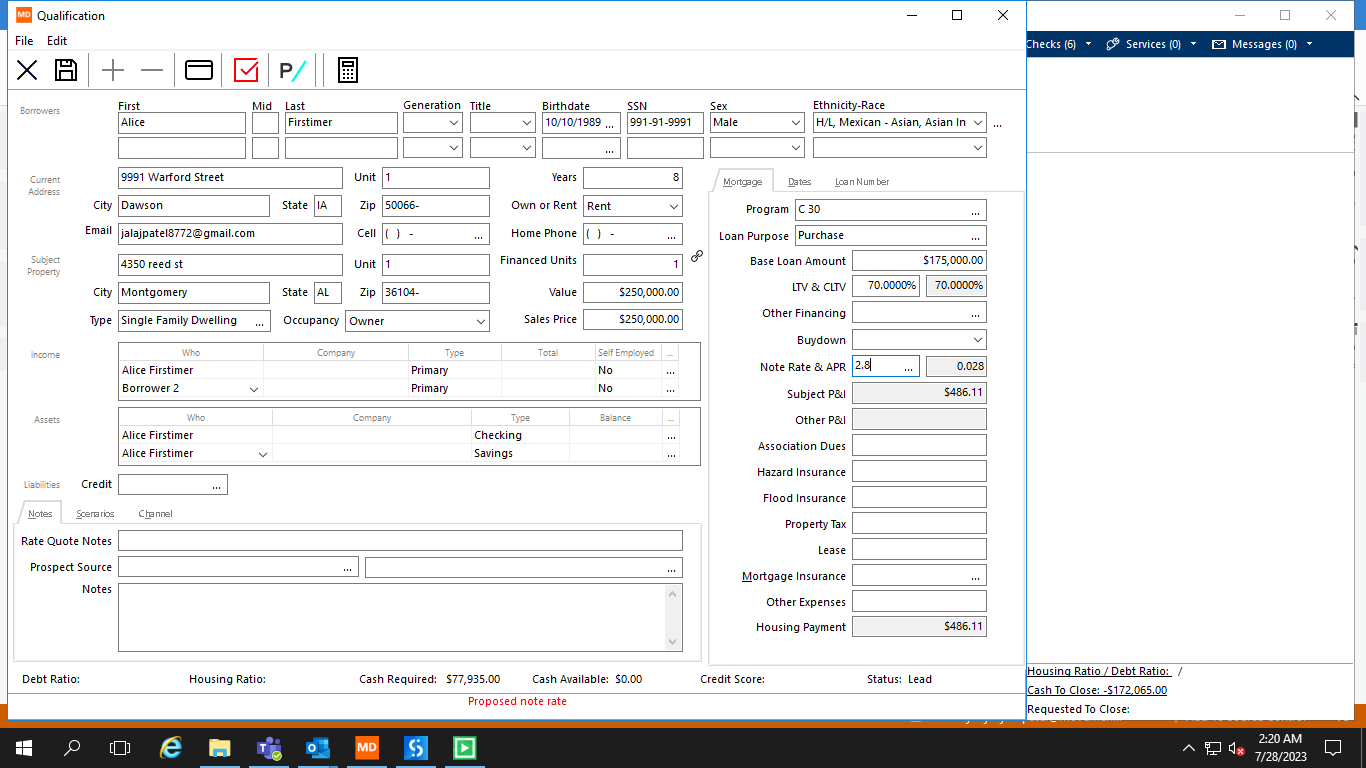 MD Qualification
File Edit
Checks (6) Services (0) Messages (0)
P/
Borrowers First Mid Last Generation Title Birthdate SSN Sex Ethnicity-Race
Alice Firstimer 10/10/1989 ... 991-91-9991 Male H/L, Mexican - Asian, Asian In ...
...
Current Address 9991 Warford Street Unit 1 Years 8
City Dawson State IA Zip 50066- Own or Rent Rent
Email jalajpatel8772@gmail.com Cell ( ) - ... Home Phone ( ) - ...
Subject Property 4350 reed st Unit 1 Financed Units 1
City Montgomery State AL Zip 36104- Value $250,000.00
Type Single Family Dwelling ... Occupancy Owner Sales Price $250,000.00
Income Who Company Type Total Self Employed ...
Alice Firstimer Primary No
Borrower 2 Primary No
Assets Who Company Type Balance ...
Alice Firstimer Checking ...
Alice Firstimer Savings ...
Liabilities Credit ...
Notes Scenarios Channel
Rate Quote Notes
Prospect Source ... ...
Notes
Mortgage Dates Loan Number
Program C 30 ...
Loan Purpose Purchase ...
Base Loan Amount $175,000.00
LTV & CLTV 70.0000% 70.0000%
Other Financing ...
Buydown
Note Rate & APR 2.8 ... 0.028
Subject P&I $486.11
Other P&I
Association Dues
Hazard Insurance
Flood Insurance
Property Tax
Lease
Mortgage Insurance ...
Other Expenses
Housing Payment $486.11
Debt Ratio: Housing Ratio: Cash Required: $77,935.00 Cash Available: $0.00 Credit Score: Status: Lead
Proposed note rate
Housing Ratio / Debt Ratio: /
Cash To Close: -$172,065.00
Requested To Close:
MD
2:20 AM
7/28/2023